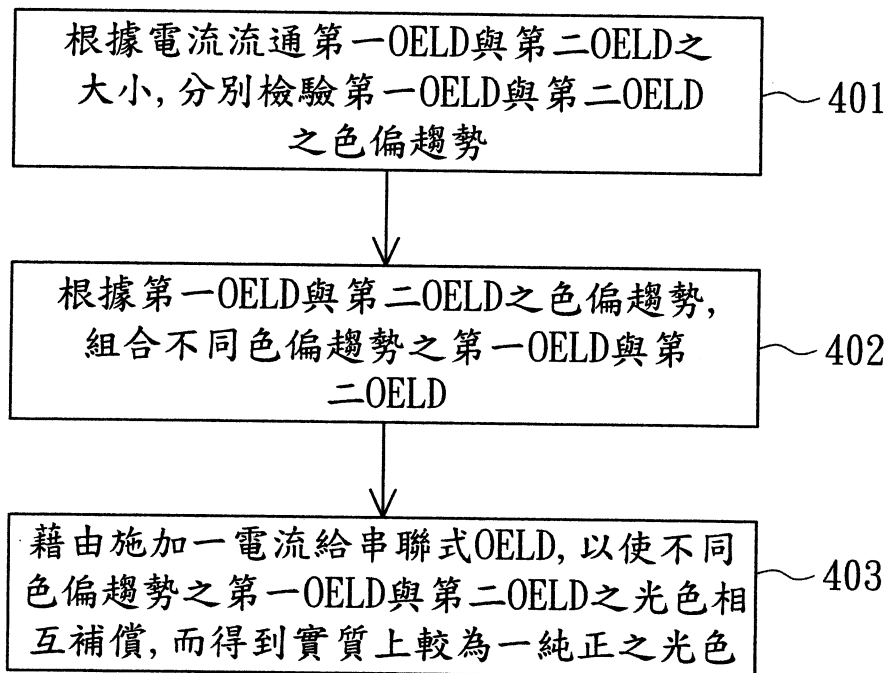 根據電流流通第一OELD與第二OELD之
大小,分別檢驗第一OELD與第二OELD
之色偏趨勢
401
根據第一OELD與第二OELD之色偏趨勢,
組合不同色偏趨勢之第一OELD與第
二OELD
402
藉由施加一電流給串聯式OELD,以使不同
色偏趨勢之第一OELD與第二OELD之光色相
互補償,而得到實質上較為一純正之光色
403